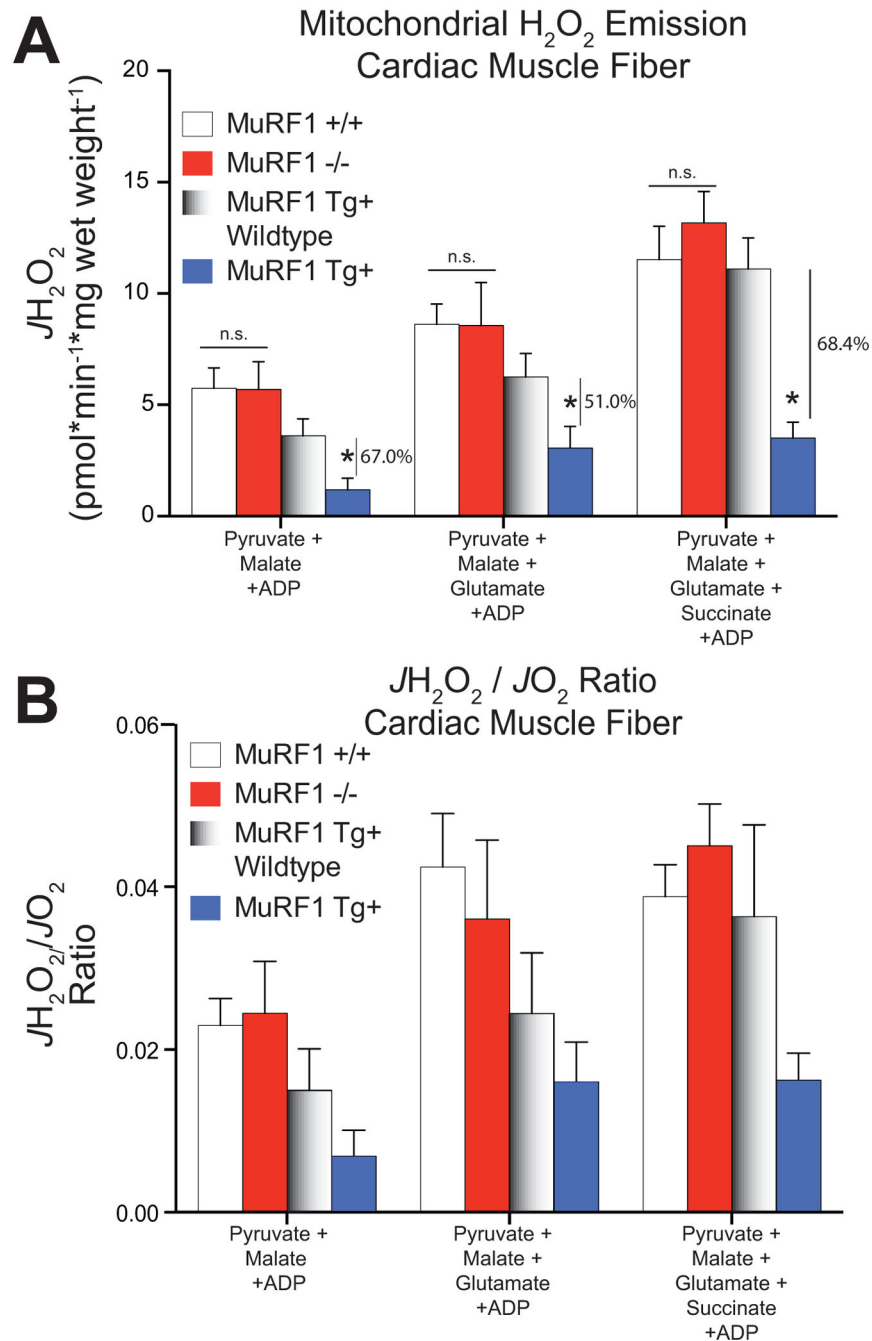 A
Mitochondrial H₂O₂ Emission
Cardiac Muscle Fiber
JH₂O₂
(pmol*min⁻¹*mg wet weight⁻¹)
20
15
10
5
0
MuRF1 +/+
MuRF1 -/-
MuRF1 Tg+
Wildtype
MuRF1 Tg+
n.s.
* 67.0%
n.s.
* 51.0%
n.s.
* 68.4%
Pyruvate +
Malate
+ADP
Pyruvate +
Malate +
Glutamate
+ADP
Pyruvate +
Malate +
Glutamate +
Succinate
+ADP
B
JH₂O₂ / JO₂ Ratio
Cardiac Muscle Fiber
JH₂O₂/JO₂
Ratio
0.06
0.04
0.02
0.00
MuRF1 +/+
MuRF1 -/-
MuRF1 Tg+
Wildtype
MuRF1 Tg+
Pyruvate +
Malate
+ADP
Pyruvate +
Malate +
Glutamate
+ADP
Pyruvate +
Malate +
Glutamate +
Succinate
+ADP